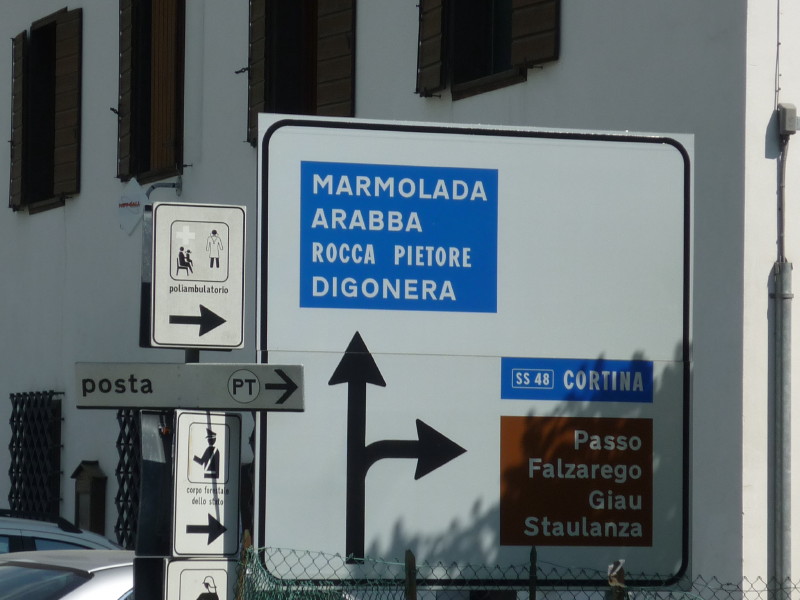 MARMOLADA
ARABBA
ROCCA PIETORE
DIGONERA
SS 48 CORTINA
Passo
Falzarego
Giau
Staulanza
poliambulatorio
posta PT
corpo forestale
dello stato